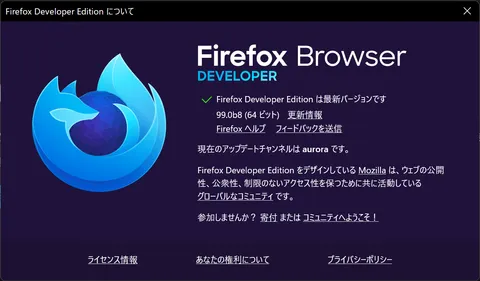 Firefox Developer Edition について
Firefox Browser
DEVELOPER
Firefox Developer Edition は最新バージョンです
99.0b8 (64 ビット) 更新情報
Firefox ヘルプ フィードバックを送信
現在のアップデートチャンネルは aurora です。
Firefox Developer Edition をデザインしている Mozilla は、ウェブの公開
性、公衆性、制限のないアクセス性を保つために共に活動している
グローバルなコミュニティ です。
参加しませんか? 寄付 または コミュニティへようこそ！
ライセンス情報 あなたの権利について プライバシーポリシー